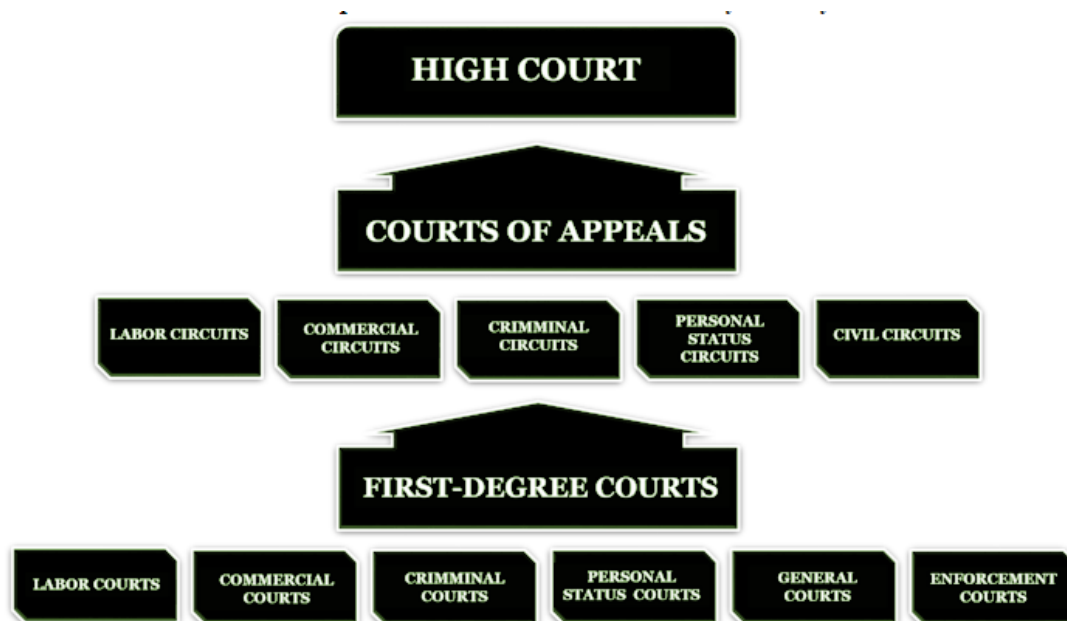 HIGH COURT
COURTS OF APPEALS
LABOR CIRCUITS
COMMERCIAL
CIRCUITS
CRIMMINAL
CIRCUITS
PERSONAL
STATUS
CIRCUITS
CIVIL CIRCUITS
FIRST-DEGREE COURTS
LABOR COURTS
COMMERCIAL
COURTS
CRIMMINAL
COURTS
PERSONAL
STATUS COURTS
GENERAL
COURTS
ENFORCEMENT
COURTS